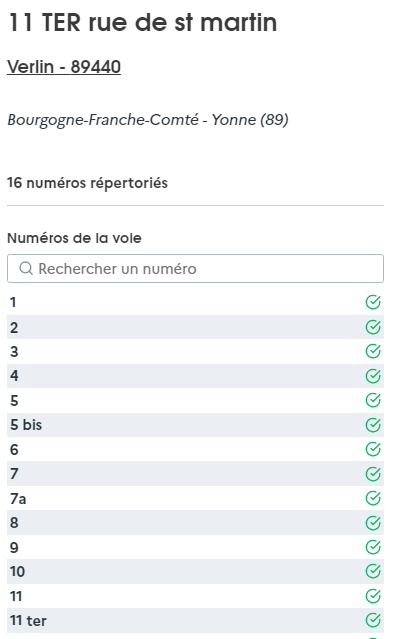 11 TER rue de st martin
Verlin - 89440
Bourgogne-Franche-Comté - Yonne (89)
16 numéros répertoriés
Numéros de la voie
Rechercher un numéro
1
2
3
4
5
5 bis
6
7
7a
8
9
10
11
11 ter